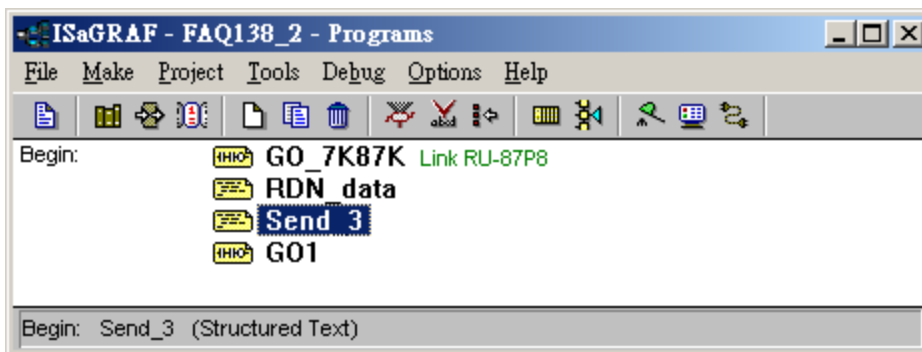 ISaGRAF - FAQ138_2 - Programs
File Make Project Tools Debug Options Help
Begin: GO_7K87K Link RU-87P8
RDN_data
Send_3
GO1
Begin: Send_3 (Structured Text)